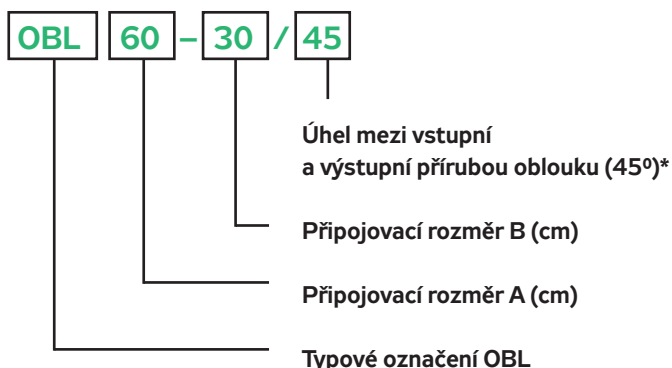 OBL 60 – 30 / 45
Úhel mezi vstupní
a výstupní přírubou oblouku (45º)*
Připojovací rozměr B (cm)
Připojovací rozměr A (cm)
Typové označení OBL